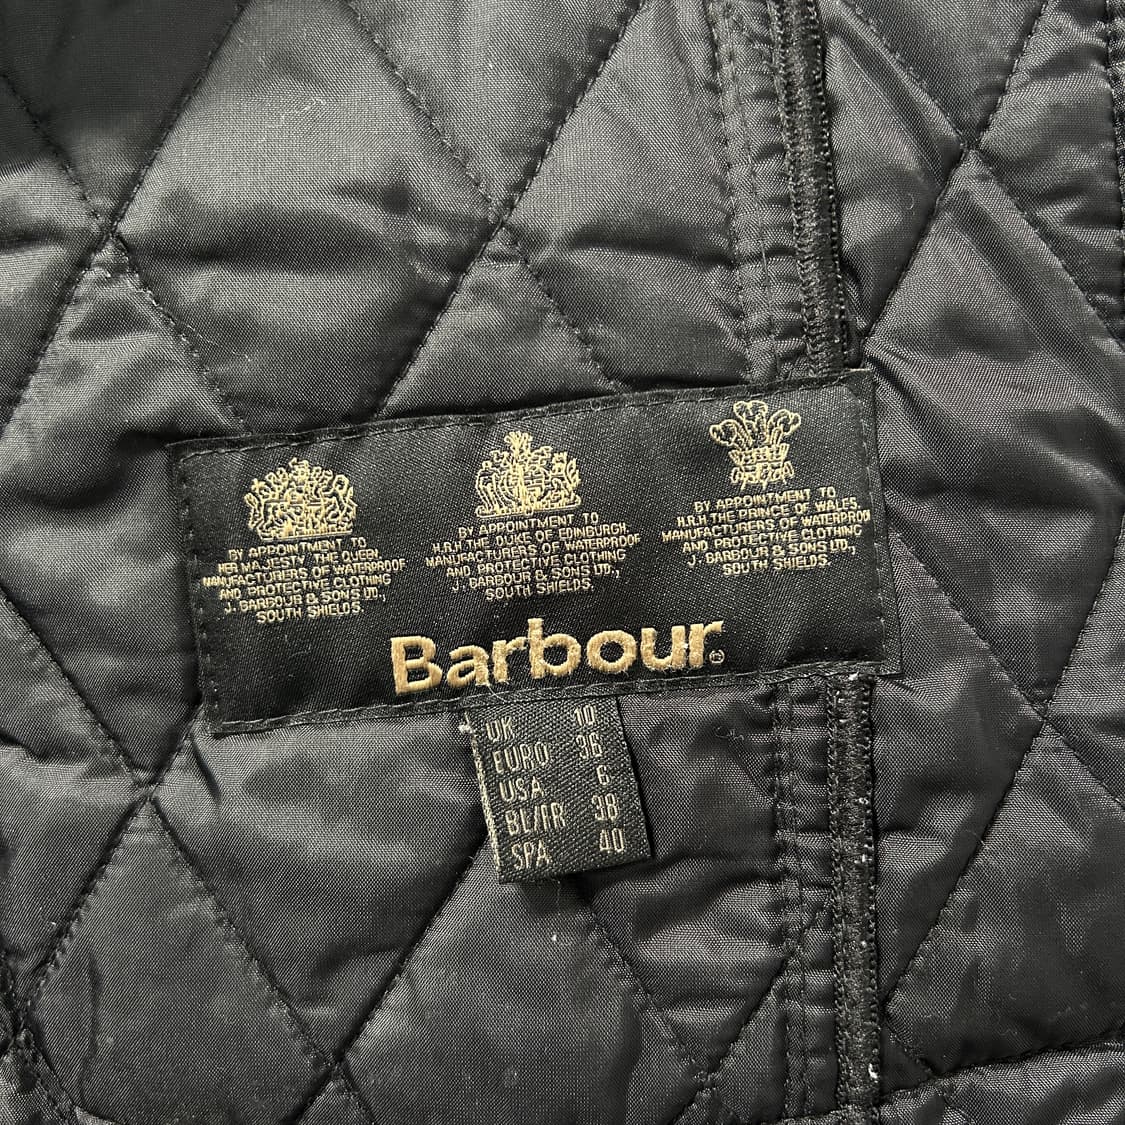 BY APPOINTMENT TO
HER MAJESTY THE QUEEN.
MANUFACTURERS OF WATERPROOF
AND PROTECTIVE CLOTHING
J. BARBOUR & SONS LTD.,
SOUTH SHIELDS.
BY APPOINTMENT TO
H.R.H. THE DUKE OF EDINBURGH.
MANUFACTURERS OF WATERPROOF
AND PROTECTIVE CLOTHING
J. BARBOUR & SONS LTD.,
SOUTH SHIELDS.
BY APPOINTMENT TO
H.R.H THE PRINCE OF WALES.
MANUFACTURERS OF WATERPROOF
AND PROTECTIVE CLOTHING
J. BARBOUR & SONS LTD.,
SOUTH SHIELDS.
Barbour®
UK 10
EURO 36
USA 6
BL/FR 38
SPA 40